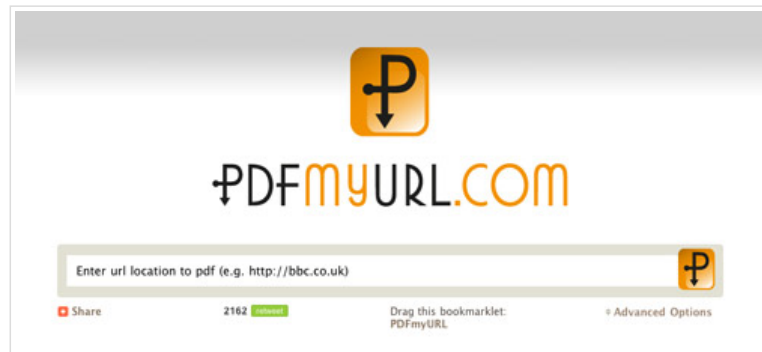 P
PDFmyURL.COM
Enter url location to pdf (e.g. http://bbc.co.uk)
P
Share
2162 retweet
Drag this bookmarklet:
PDFmyURL
Advanced Options